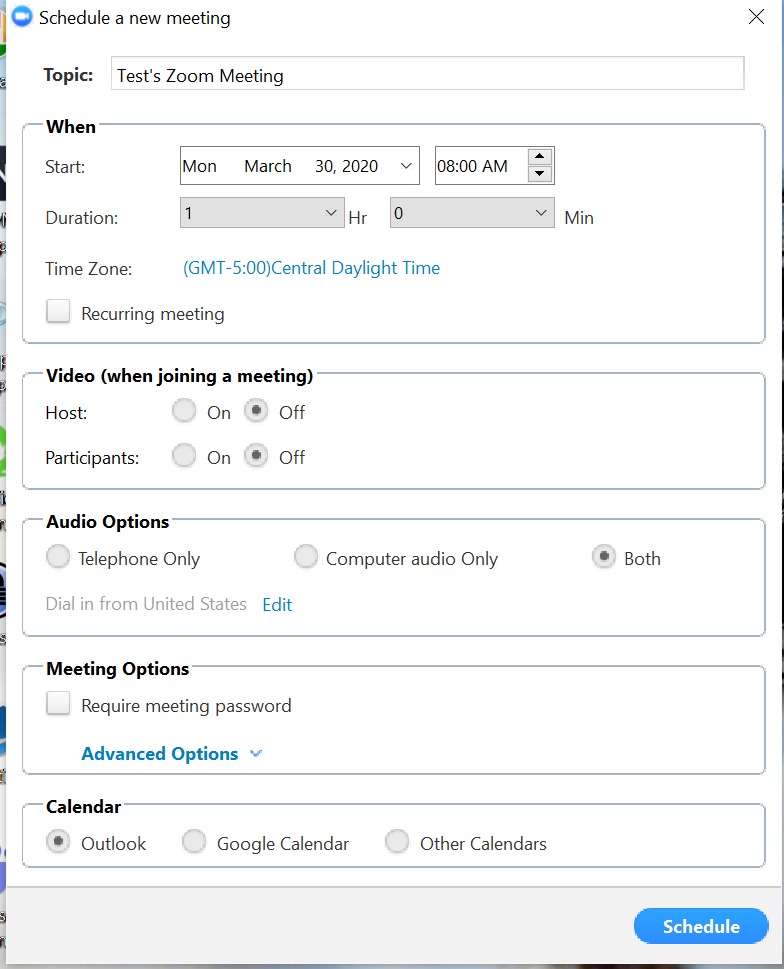 Schedule a new meeting
Topic: Test's Zoom Meeting
When
Start: Mon March 30, 2020 08:00 AM
Duration: 1 Hr 0 Min
Time Zone: (GMT-5:00)Central Daylight Time
Recurring meeting
Video (when joining a meeting)
Host: On Off
Participants: On Off
Audio Options
Telephone Only Computer audio Only Both
Dial in from United States Edit
Meeting Options
Require meeting password
Advanced Options
Calendar
Outlook Google Calendar Other Calendars
Schedule